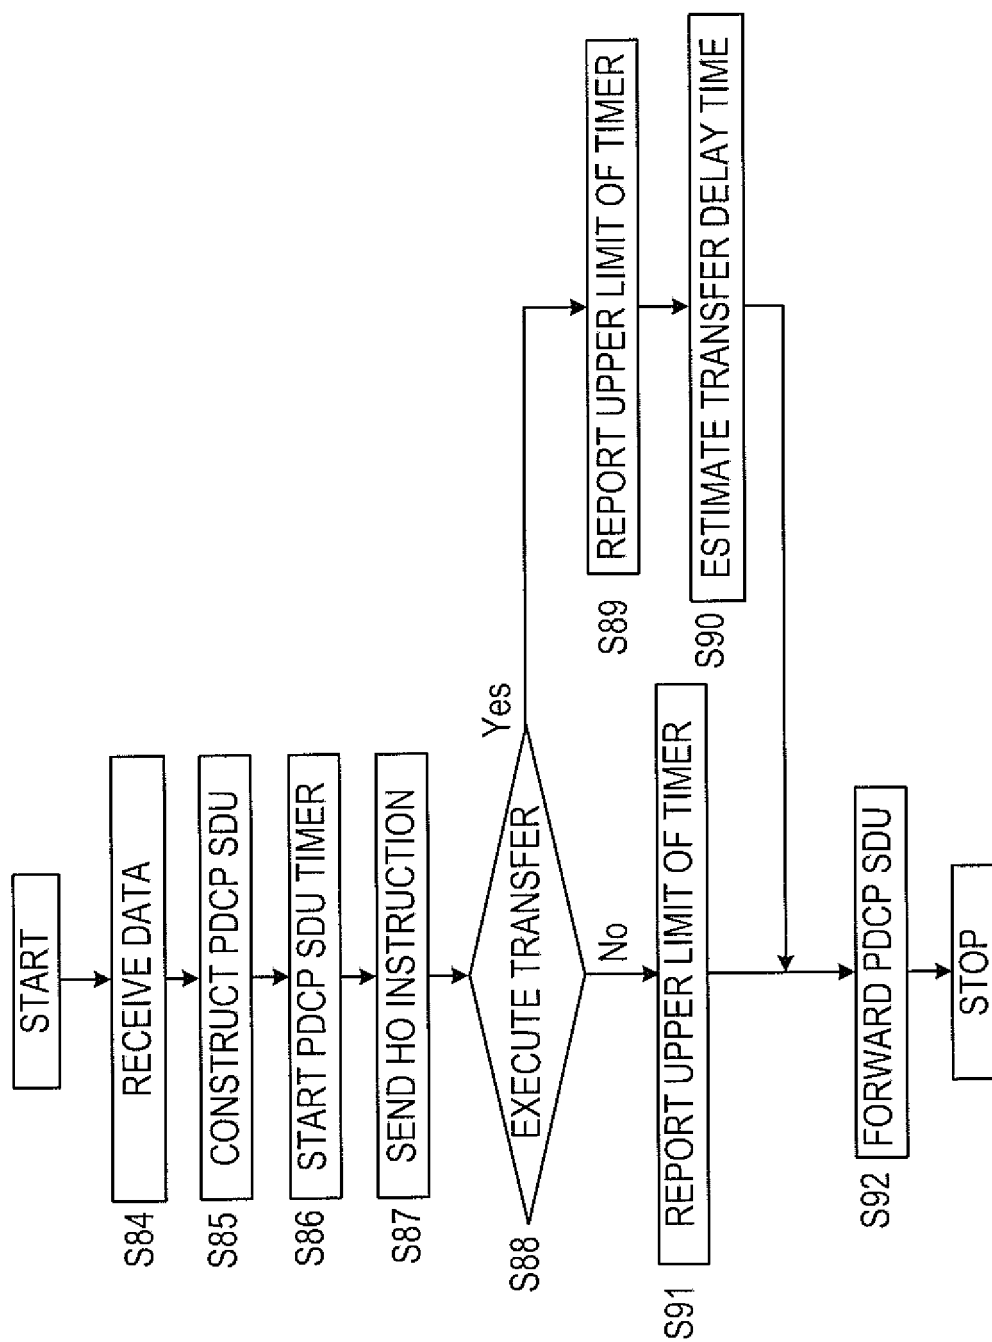 START
S84 RECEIVE DATA
S85 CONSTRUCT PDCP SDU
S86 START PDCP SDU TIMER
S87 SEND HO INSTRUCTION
S88 EXECUTE TRANSFER
Yes
No
S89 REPORT UPPER LIMIT OF TIMER
S90 ESTIMATE TRANSFER DELAY TIME
S91 REPORT UPPER LIMIT OF TIMER
S92 FORWARD PDCP SDU
STOP